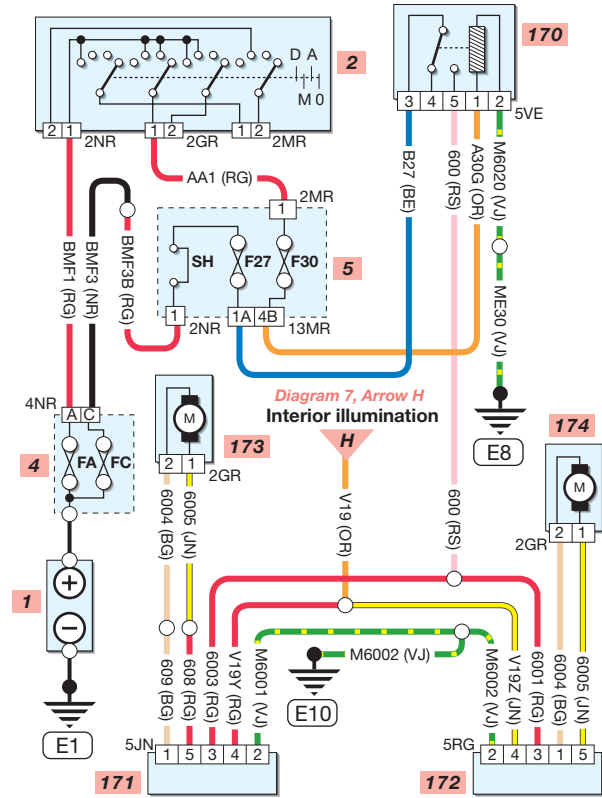 D A
M 0
2
170
2 1
1 2
1 2
2NR
2GR
2MR
3 4 5 1 2
5VE
AA1 (RG)
2MR
1
SH
F27
F30
5
1
2NR
1A 4B
13MR
BMF1 (RG)
BMF3 (NR)
BMF3B (RG)
B27 (BE)
600 (RS)
A30G (OR)
M6020 (VJ)
ME30 (VJ)
E8
4NR
A C
4
FA
FC
M
2 1
173
2GR
Diagram 7, Arrow H
Interior illumination
H
174
M
2 1
2GR
1
+
−
E1
6004 (BG)
6005 (JN)
V19 (OR)
600 (RS)
609 (BG)
608 (RG)
6003 (RG)
V19Y (RG)
M6001 (VJ)
M6002 (VJ)
E10
M6002 (VJ)
V19Z (JN)
6001 (RG)
6004 (BG)
6005 (JN)
5JN
1 5 3 4 2
171
5RG
2 4 3 1 5
172